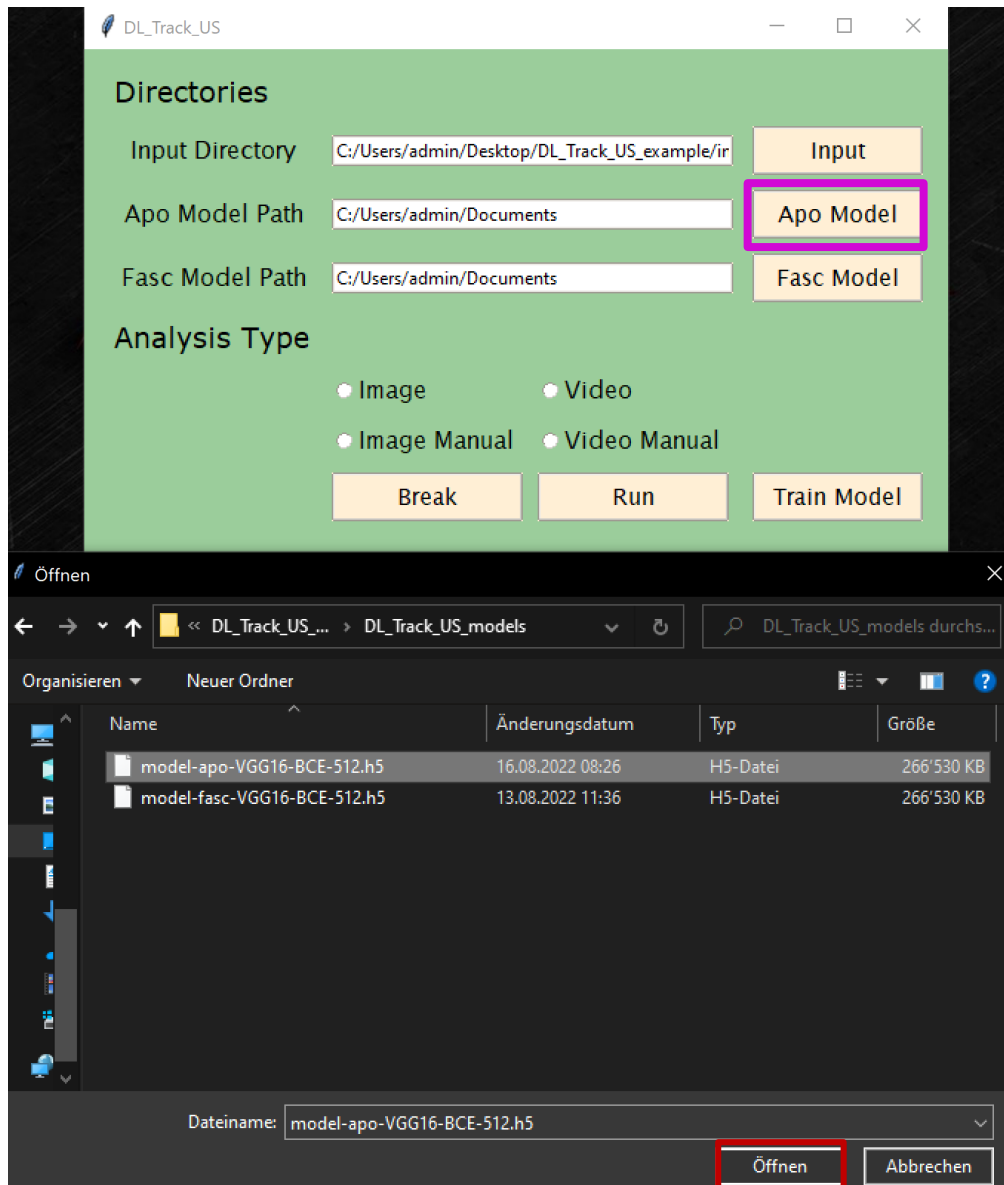 DL_Track_US
Directories
Input Directory C:/Users/admin/Desktop/DL_Track_US_example/ir Input
Apo Model Path C:/Users/admin/Documents Apo Model
Fasc Model Path C:/Users/admin/Documents Fasc Model
Analysis Type
Image Video
Image Manual Video Manual
Break Run Train Model
Öffnen
« DL_Track_US_... › DL_Track_US_models DL_Track_US_models durchs...
Organisieren Neuer Ordner ?
Name Änderungsdatum Typ Größe
model-apo-VGG16-BCE-512.h5 16.08.2022 08:26 H5-Datei 266'530 KB
model-fasc-VGG16-BCE-512.h5 13.08.2022 11:36 H5-Datei 266'530 KB
Dateiname: model-apo-VGG16-BCE-512.h5
Öffnen Abbrechen